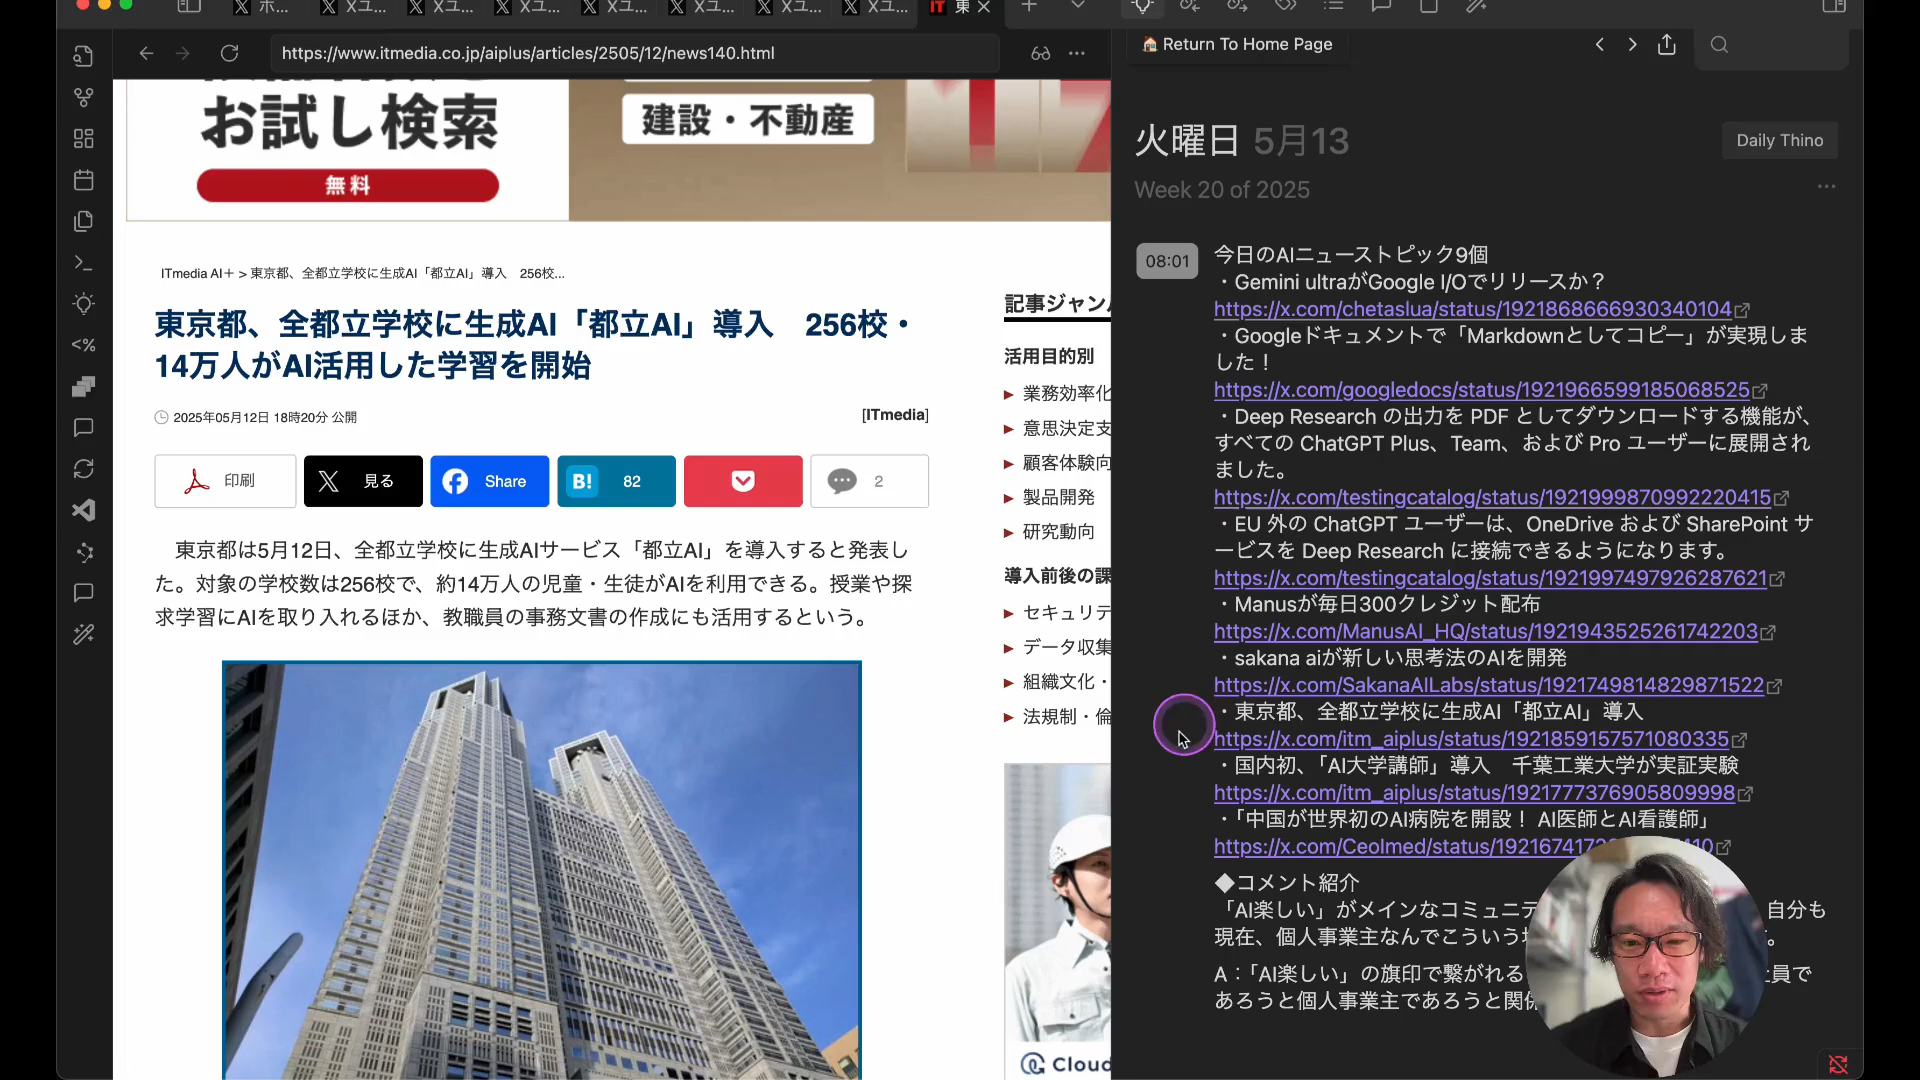 ホ...
Xユ...
Xユ...
Xユ...
Xユ...
Xユ...
Xユ...
Xユ...
東
https://www.itmedia.co.jp/aiplus/articles/2505/12/news140.html
お試し検索
無料
建設・不動産
ITmedia AI＋ > 東京都、全都立学校に生成AI「都立AI」導入　256校...
東京都、全都立学校に生成AI「都立AI」導入　256校・
14万人がAI活用した学習を開始
2025年05月12日 18時20分 公開
[ITmedia]
印刷
見る
Share
B! 82
2
東京都は5月12日、全都立学校に生成AIサービス「都立AI」を導入すると発表し
た。対象の学校数は256校で、約14万人の児童・生徒がAIを利用できる。授業や探
求学習にAIを取り入れるほか、教職員の事務文書の作成にも活用するという。
記事ジャン
活用目的別
業務効率化
意思決定支
顧客体験向
製品開発
研究動向
導入前後の課
セキュリテ
データ収集
組織文化・
法規制・倫
Cloud
Return To Home Page
火曜日 5月13
Daily Thino
Week 20 of 2025
08:01
今日のAIニューストピック9個
・Gemini ultraがGoogle I/Oでリリースか？
https://x.com/chetaslua/status/1921868666930340104
・Googleドキュメントで「Markdownとしてコピー」が実現しま
した！
https://x.com/googledocs/status/1921966599185068525
・Deep Research の出力を PDF としてダウンロードする機能が、
すべての ChatGPT Plus、Team、および Pro ユーザーに展開され
ました。
https://x.com/testingcatalog/status/1921999870992220415
・EU 外の ChatGPT ユーザーは、OneDrive および SharePoint サ
ービスを Deep Research に接続できるようになります。
https://x.com/testingcatalog/status/1921997497926287621
・Manusが毎日300クレジット配布
https://x.com/ManusAI_HQ/status/1921943525261742203
・sakana aiが新しい思考法のAIを開発
https://x.com/SakanaAILabs/status/1921749814829871522
・東京都、全都立学校に生成AI「都立AI」導入
https://x.com/itm_aiplus/status/1921859157571080335
・国内初、「AI大学講師」導入　千葉工業大学が実証実験
https://x.com/itm_aiplus/status/1921777376905809998
・「中国が世界初のAI病院を開設！ AI医師とAI看護師」
https://x.com/CeoImed/status/192167417
◆コメント紹介
「AI楽しい」がメインなコミュニテ 自分も
現在、個人事業主なんでこういう 。
A：「AI楽しい」の旗印で繋がれる 社員で
あろうと個人事業主であろうと関係